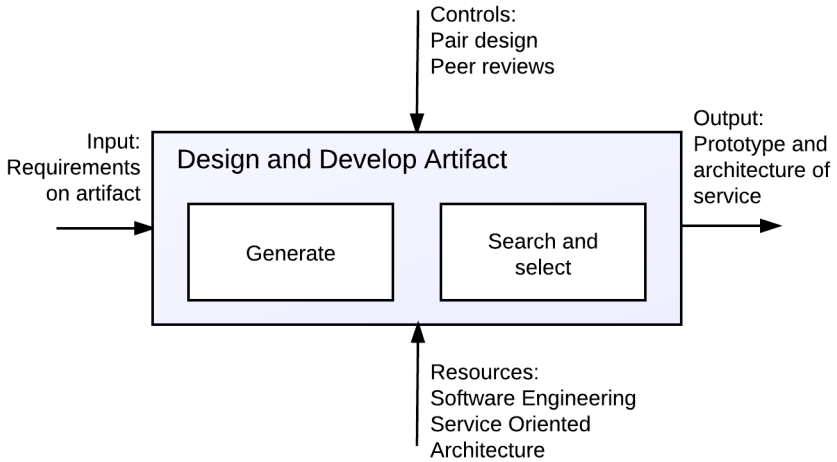 Controls:
Pair design
Peer reviews
Input:
Requirements
on artifact
Design and Develop Artifact
Generate
Search and
select
Output:
Prototype and
architecture of
service
Resources:
Software Engineering
Service Oriented
Architecture